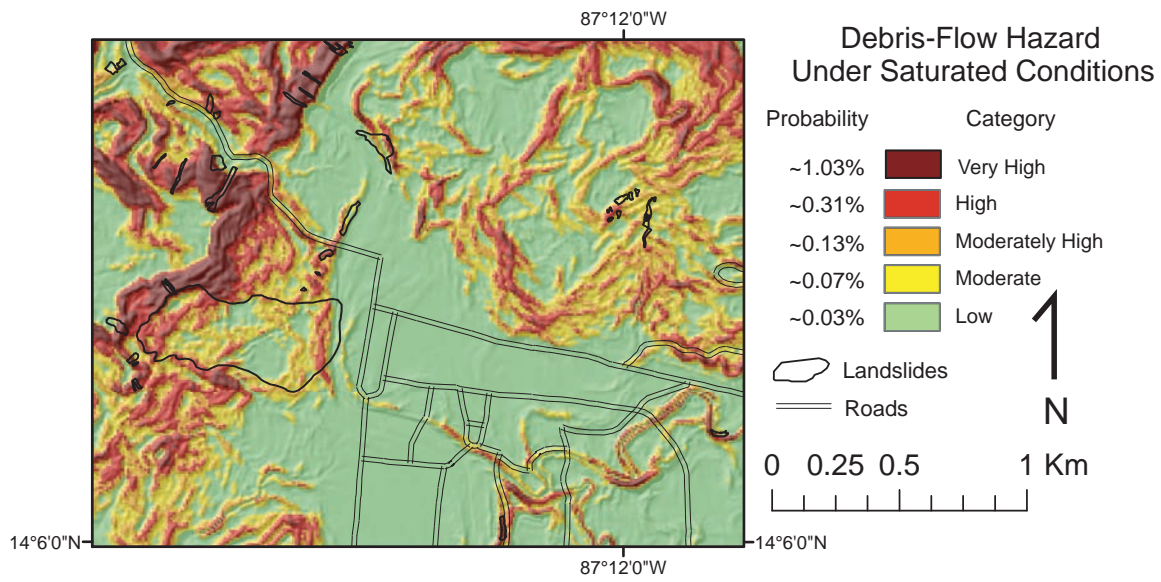 87°12'0"W
Debris-Flow Hazard
Under Saturated Conditions
Probability Category
~1.03% Very High
~0.31% High
~0.13% Moderately High
~0.07% Moderate
~0.03% Low
Landslides
Roads
N
0 0.25 0.5 1 Km
14°6'0"N 14°6'0"N
87°12'0"W